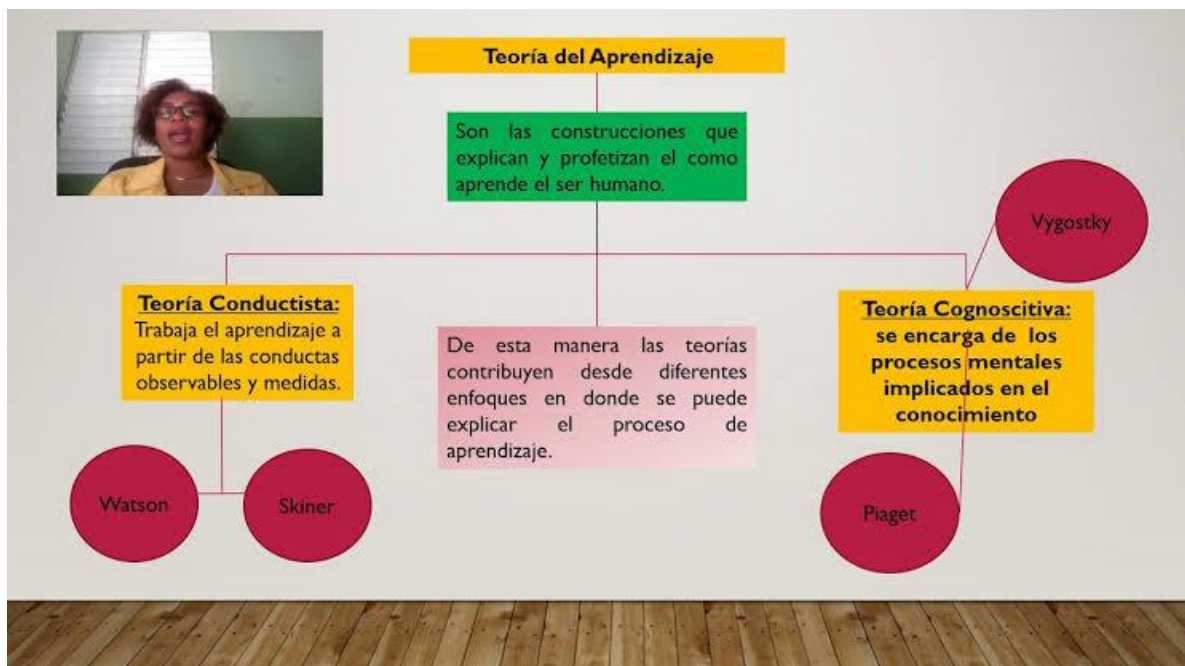 Teoría del Aprendizaje
Son las construcciones que
explican y profetizan el como
aprende el ser humano.
Vygostky
Teoría Conductista:
Trabaja el aprendizaje a
partir de las conductas
observables y medidas.
De esta manera las teorías
contribuyen desde diferentes
enfoques en donde se puede
explicar el proceso de
aprendizaje.
Teoría Cognoscitiva:
se encarga de los
procesos mentales
implicados en el
conocimiento
Watson
Skiner
Piaget